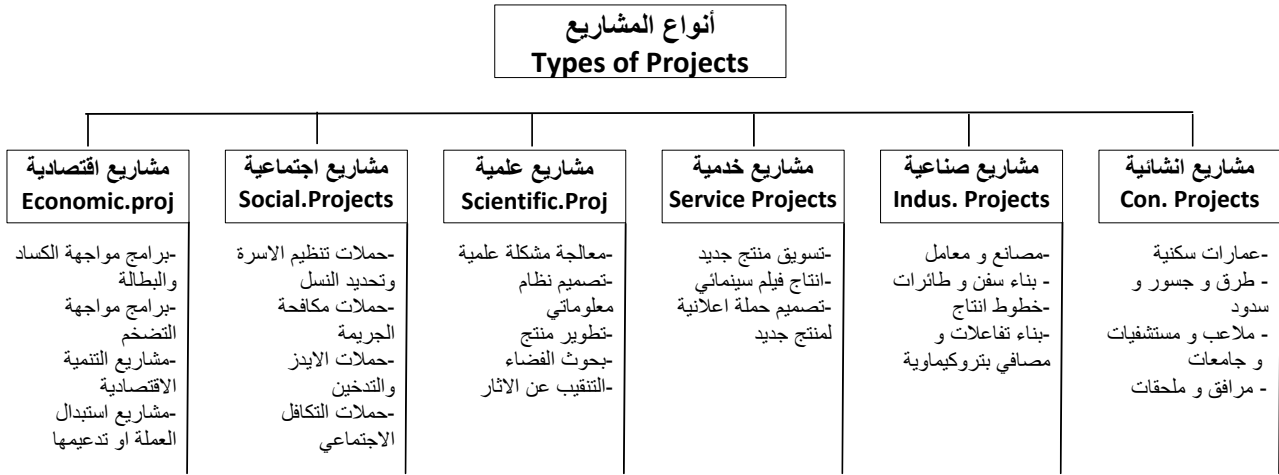 أنواع المشاريع
Types of Projects
مشاريع انشائية
Con. Projects
-عمارات سكنية
- طرق و جسور و
سدود
- ملاعب و مستشفيات
و جامعات
- مرافق و ملحقات
مشاريع صناعية
Indus. Projects
-مصانع و معامل
- بناء سفن و طائرات
-خطوط انتاج
-بناء تفاعلات و
مصافي بتروكيماوية
مشاريع خدمية
Service Projects
-تسويق منتج جديد
-انتاج فيلم سينمائي
-تصميم حملة اعلانية
لمنتج جديد
مشاريع علمية
Scientific.Proj
-معالجة مشكلة علمية
-تصميم نظام
معلوماتي
-تطوير منتج
-بحوث الفضاء
-التنقيب عن الاثار
مشاريع اجتماعية
Social.Projects
-حملات تنظيم الاسرة
وتحديد النسل
-حملات مكافحة
الجريمة
-حملات الايدز
والتدخين
-حملات التكافل
الاجتماعي
مشاريع اقتصادية
Economic.proj
-برامج مواجهة الكساد
والبطالة
-برامج مواجهة
التضخم
-مشاريع التنمية
الاقتصادية
-مشاريع استبدال
العملة او تدعيمها